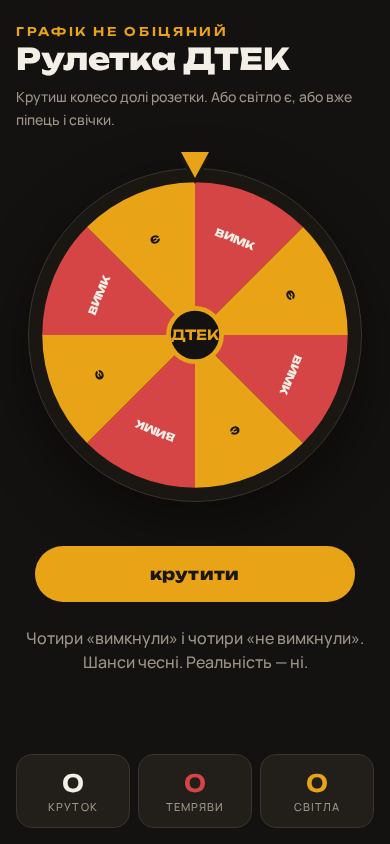 ГРАФІК НЕ ОБІЦЯНИЙ
Рулетка ДТЕК
Крутиш колесо долі розетки. Або світло є, або вже
піпець і свічки.
ВИМК
є
ВИМК
є
ВИМК
є
ВИМК
є
ДТЕК
крутити
Чотири «вимкнули» і чотири «не вимкнули».
Шанси чесні. Реальність — ні.
0
КРУТОК
0
ТЕМРЯВИ
0
СВІТЛА